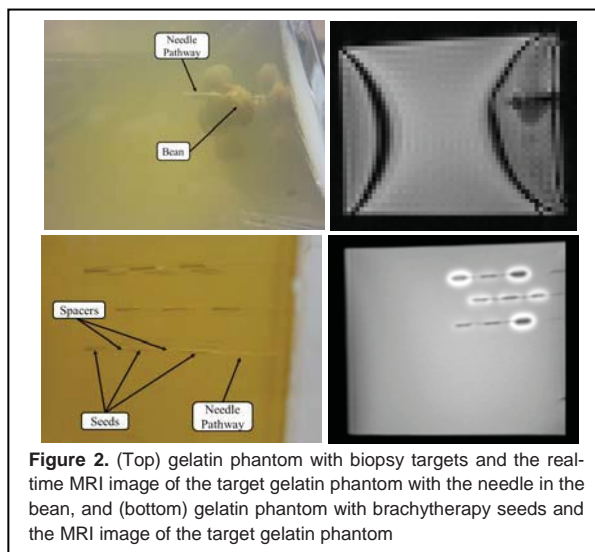 Needle
Pathway
Bean
Spacers
Seeds
Needle
Pathway
Figure 2. (Top) gelatin phantom with biopsy targets and the real-
time MRI image of the target gelatin phantom with the needle in the
bean, and (bottom) gelatin phantom with brachytherapy seeds and
the MRI image of the target gelatin phantom